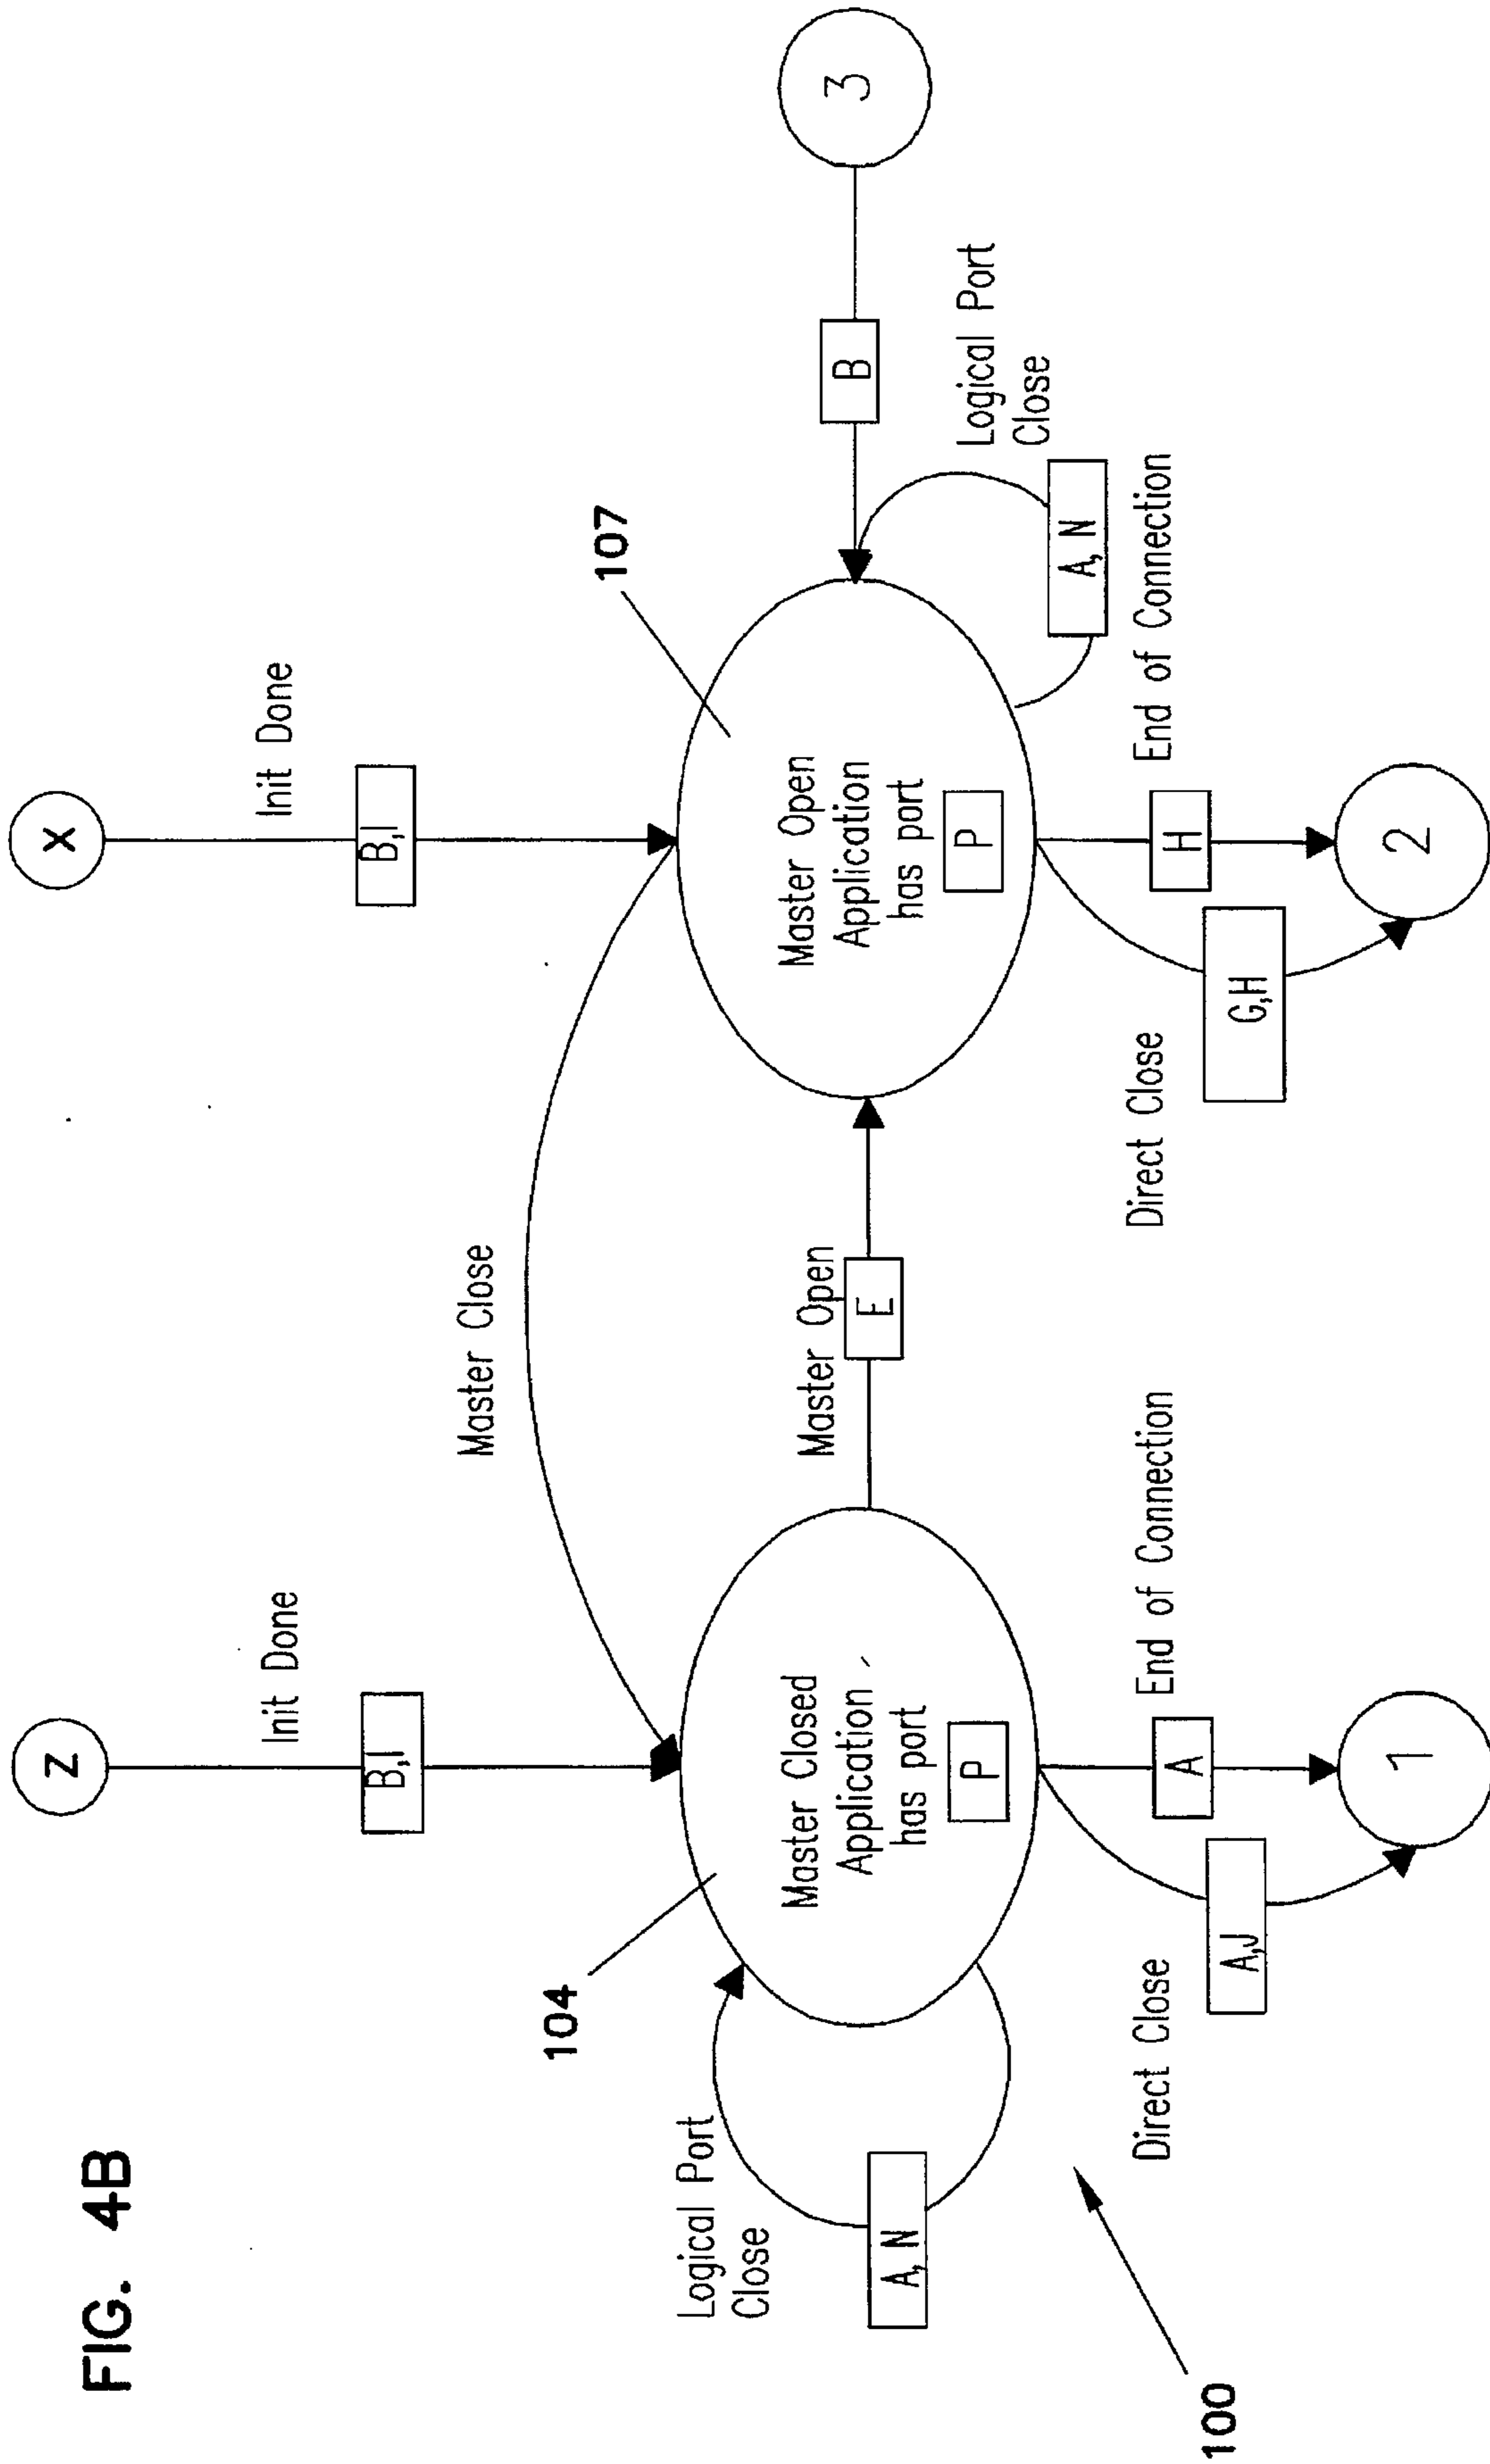 FIG. 4B
Z
X
Init Done
Init Done
B,I
B,I
Master Close
104
107
Logical Port
Close
A,N
Master Closed
Application
has port
P
Master Open
E
Master Open
Application
has port
P
B
3
Logical Port
Close
A,N
100
Direct Close
A,J
A
End of Connection
1
Direct Close
G,H
H
End of Connection
2